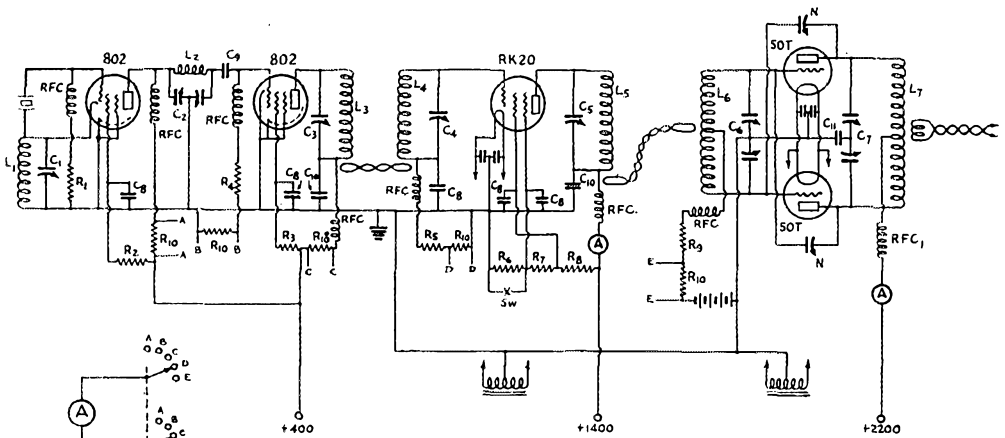 802
L2
C9
802
RK20
N
50T
RFC
C2
RFC
RFC
L3
L4
L5
L6
L7
C3
C4
C5
C6
C11
C7
L1
C1
R1
C8
R4
C8
C10
RFC
C8
C8
C8
C10
RFC.
RFC
50T
N
RFC1
R2
R10
A
A
B
R10
B
R3
R10
C
C
RFC
R5
R10
D
D
R6
R7
R8
X
SW
A
R9
E
R10
E
A
A
B
C
D
E
A
A
B
C
+400
+1400
+2200